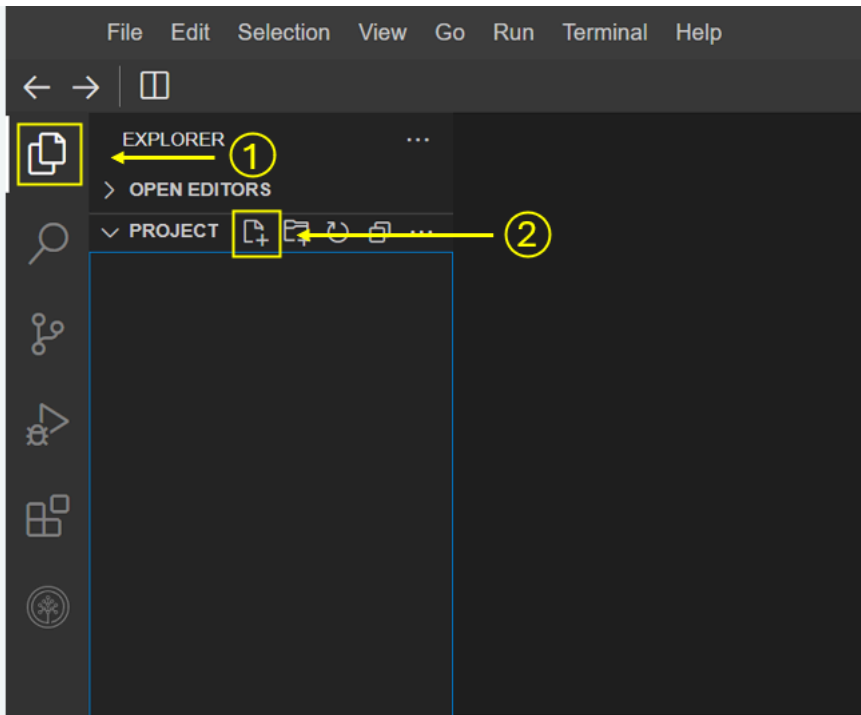 File Edit Selection View Go Run Terminal Help
EXPLORER ...
1
OPEN EDITORS
PROJECT ...
2